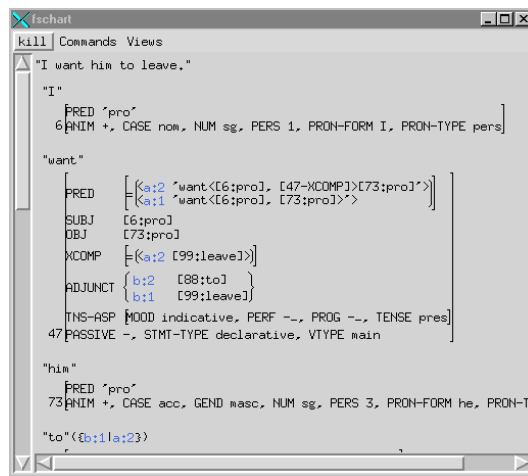 fschart
kill Commands Views
"I want him to leave."
"I"
PRED 'pro'
6 ANIM +, CASE nom, NUM sg, PERS 1, PRON-FORM I, PRON-TYPE pers
"want"
PRED =<a:2 'want<[6:pro], [47-XCOMP]>[73:pro]'>
<a:1 'want<[6:pro], [73:pro]>'>
SUBJ [6:pro]
OBJ [73:pro]
XCOMP =<a:2 [99:leave]>
ADJUNCT b:2 [88:to]
b:1 [99:leave]
TNS-ASP [MOOD indicative, PERF -_, PROG -_, TENSE pres]
47 PASSIVE -, STMT-TYPE declarative, VTYPE main
"him"
PRED 'pro'
73 ANIM +, CASE acc, GEND masc, NUM sg, PERS 3, PRON-FORM he, PRON-T
"to"({b:1|a:2})